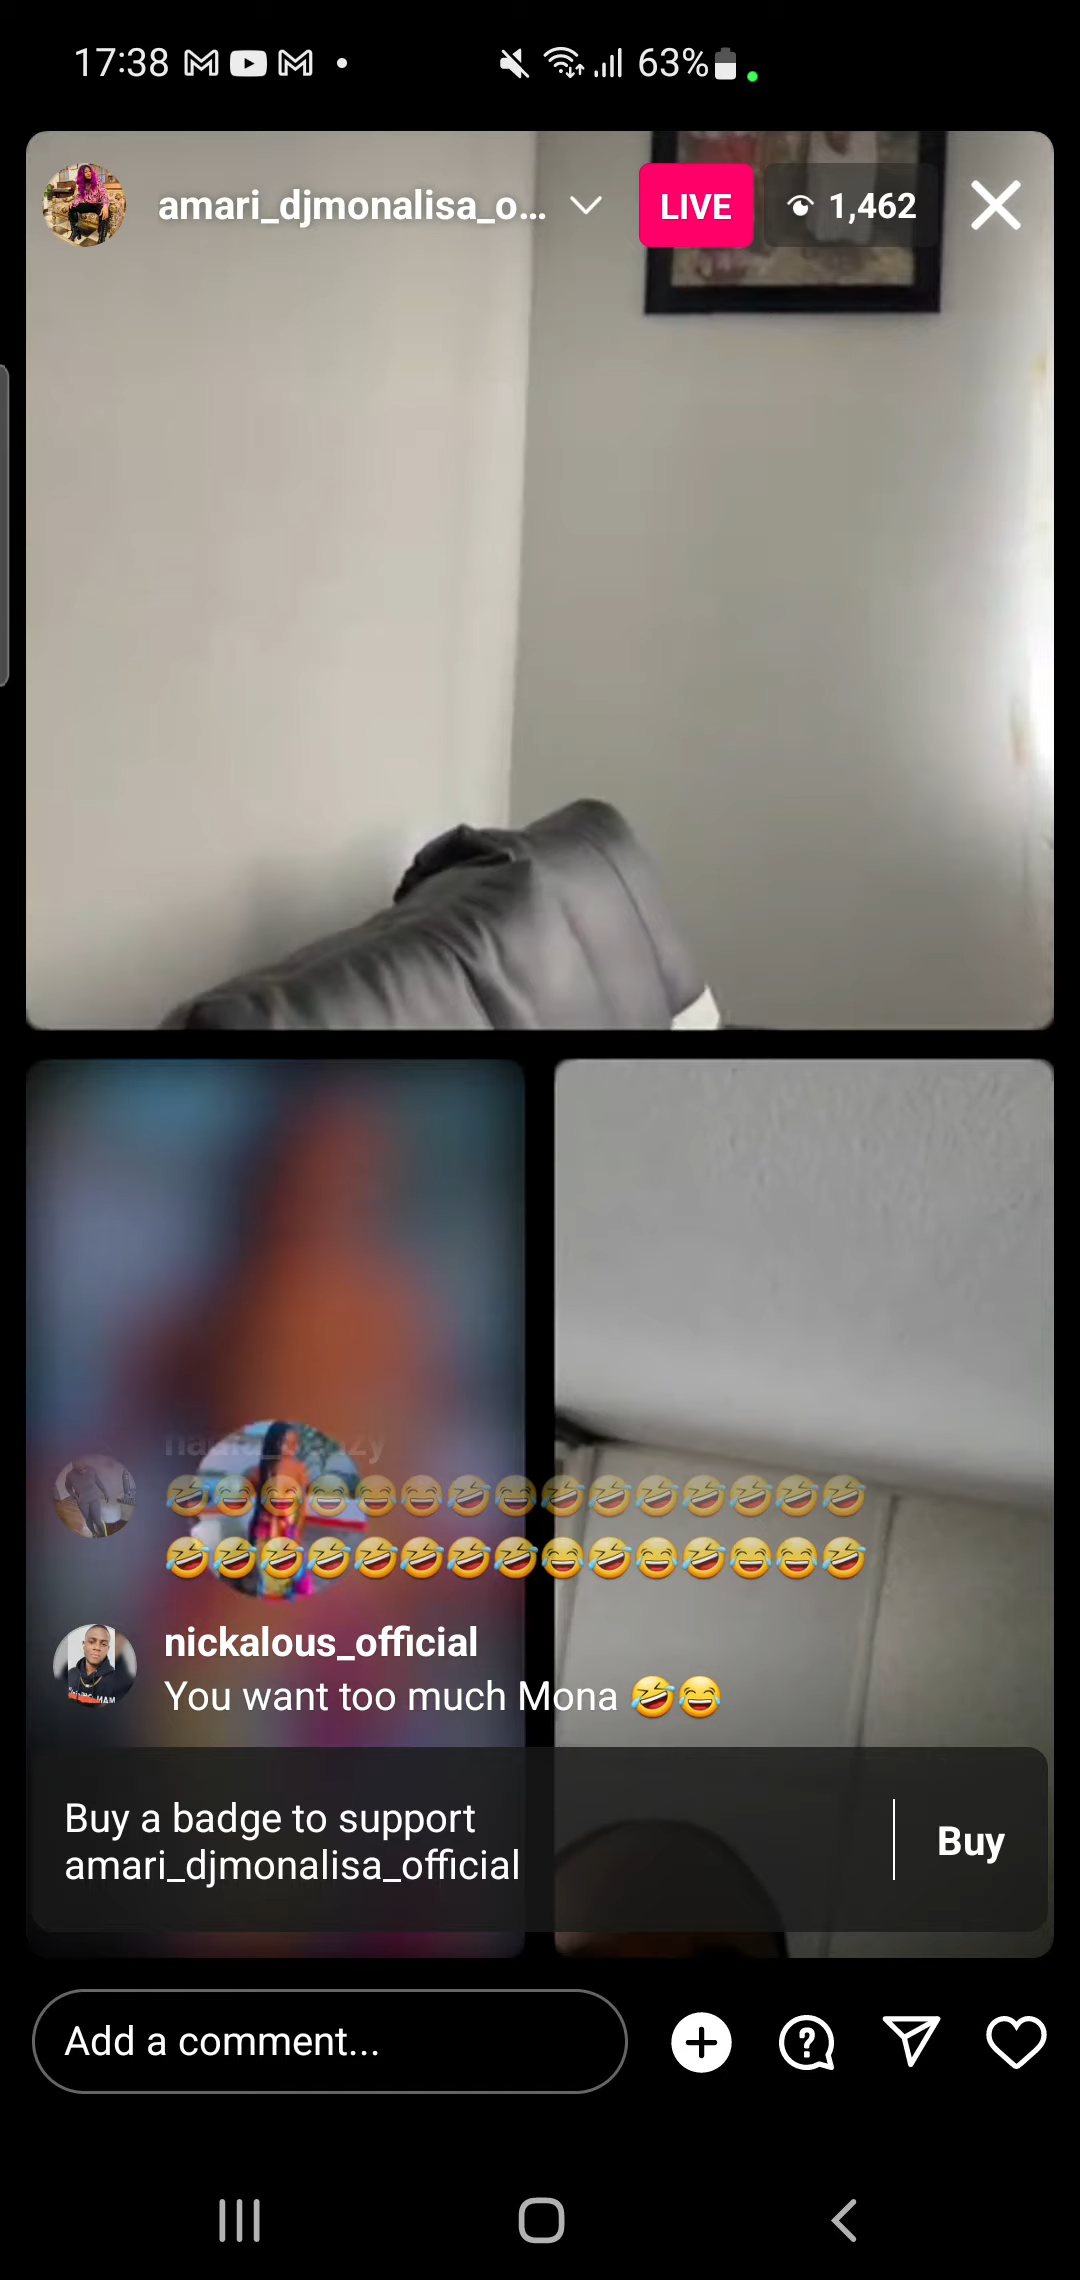 17:38
63%
amari_djmonalisa_o...
LIVE
1,462
🤣😂😂😂😂😂🤣😂🤣🤣🤣🤣🤣🤣🤣
🤣🤣🤣🤣🤣🤣🤣🤣😂🤣😂🤣😂😂🤣
nickalous_official
You want too much Mona 🤣😂
Buy a badge to support
amari_djmonalisa_official
Buy
Add a comment...